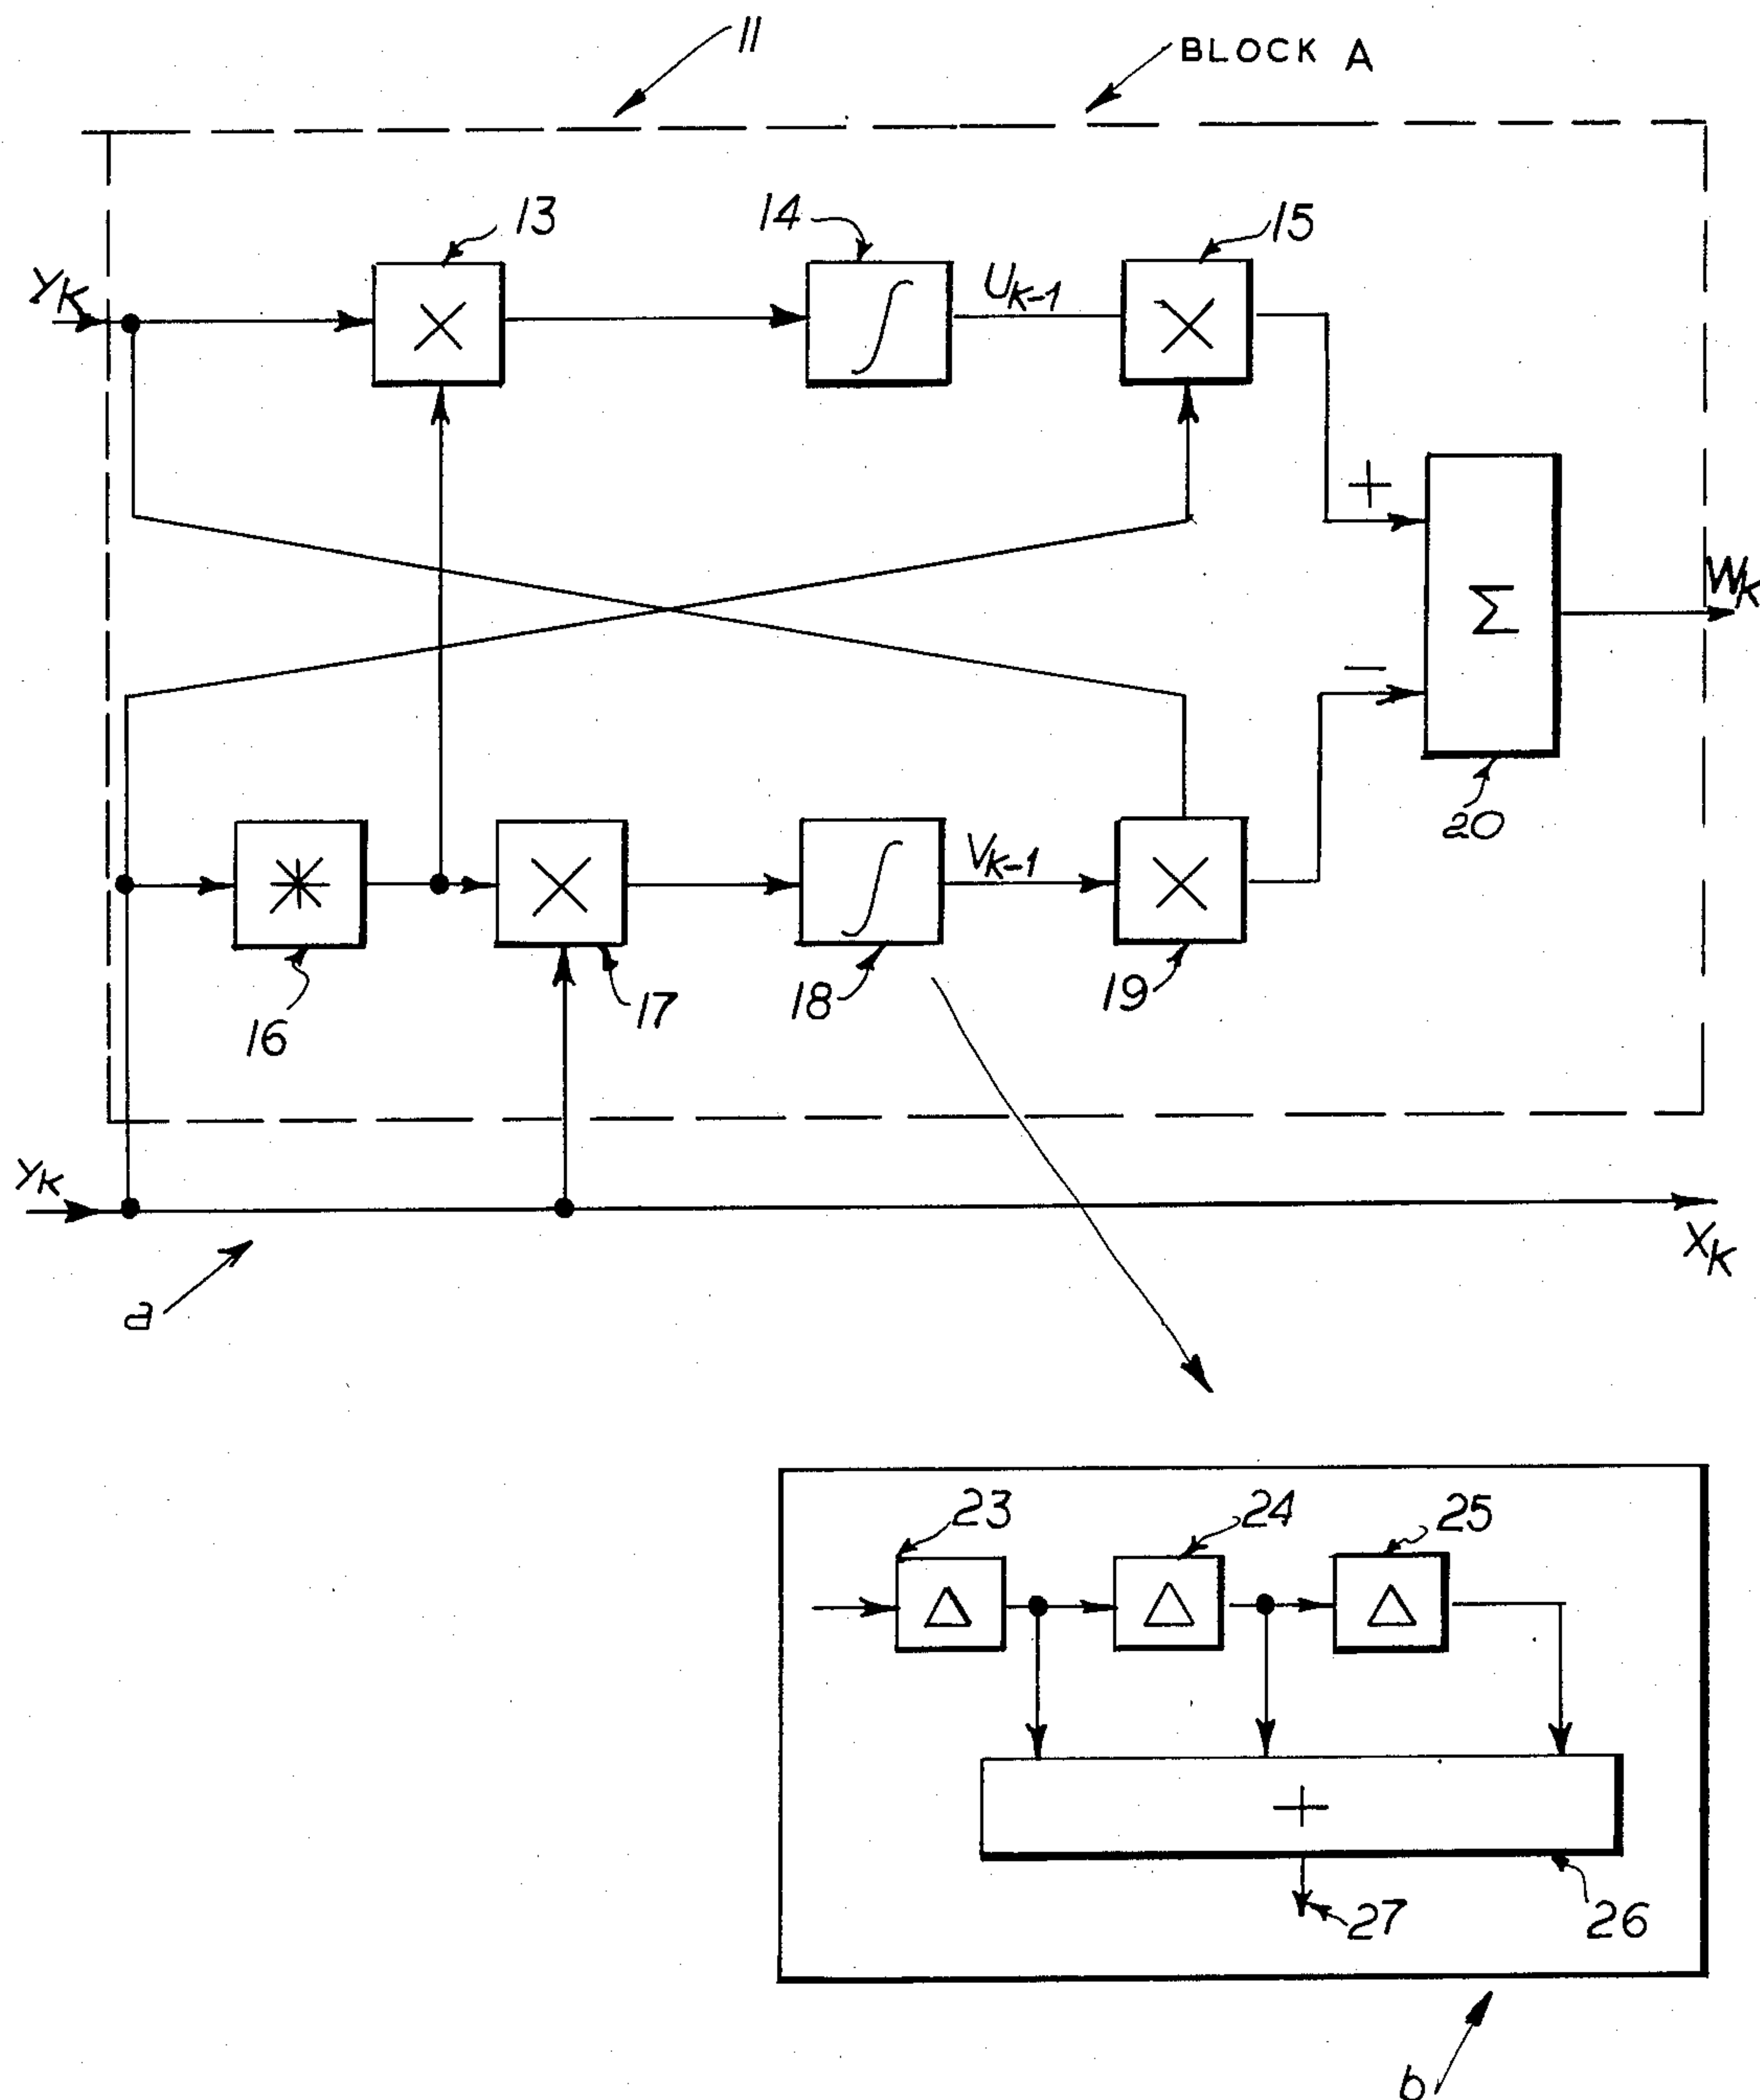 11
BLOCK A
13
14
15
Yk
×
∫
Uk-1
×
+
Σ
Wk
−
20
✳
×
∫
Vk-1
×
16
17
18
19
Yk
Xk
a
23
24
25
△
△
△
+
27
26
b